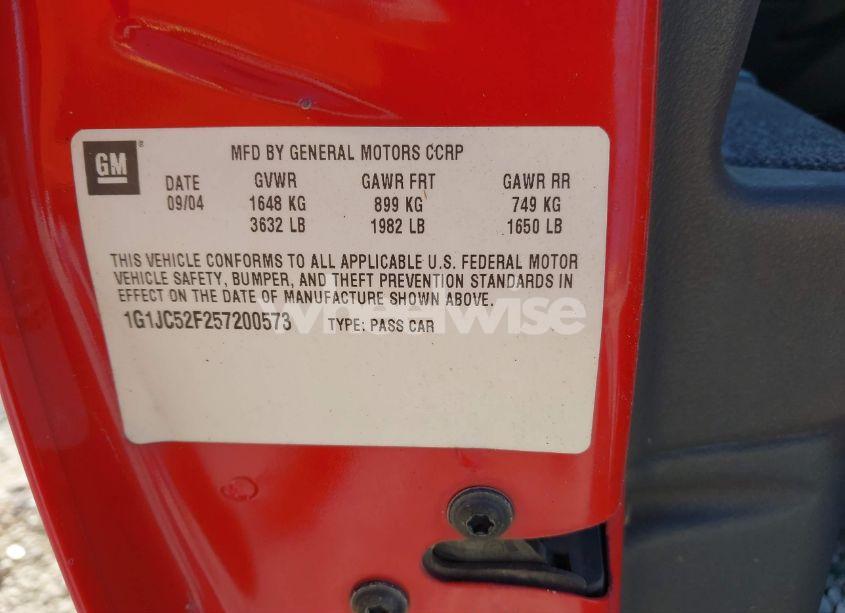 GM
MFD BY GENERAL MOTORS CCRP
DATE GVWR GAWR FRT GAWR RR
09/04 1648 KG 899 KG 749 KG
3632 LB 1982 LB 1650 LB
THIS VEHICLE CONFORMS TO ALL APPLICABLE U.S. FEDERAL MOTOR
VEHICLE SAFETY, BUMPER, AND THEFT PREVENTION STANDARDS IN
EFFECT ON THE DATE OF MANUFACTURE SHOWN ABOVE.
1G1JC52F257200573 TYPE: PASS CAR
wheelwise